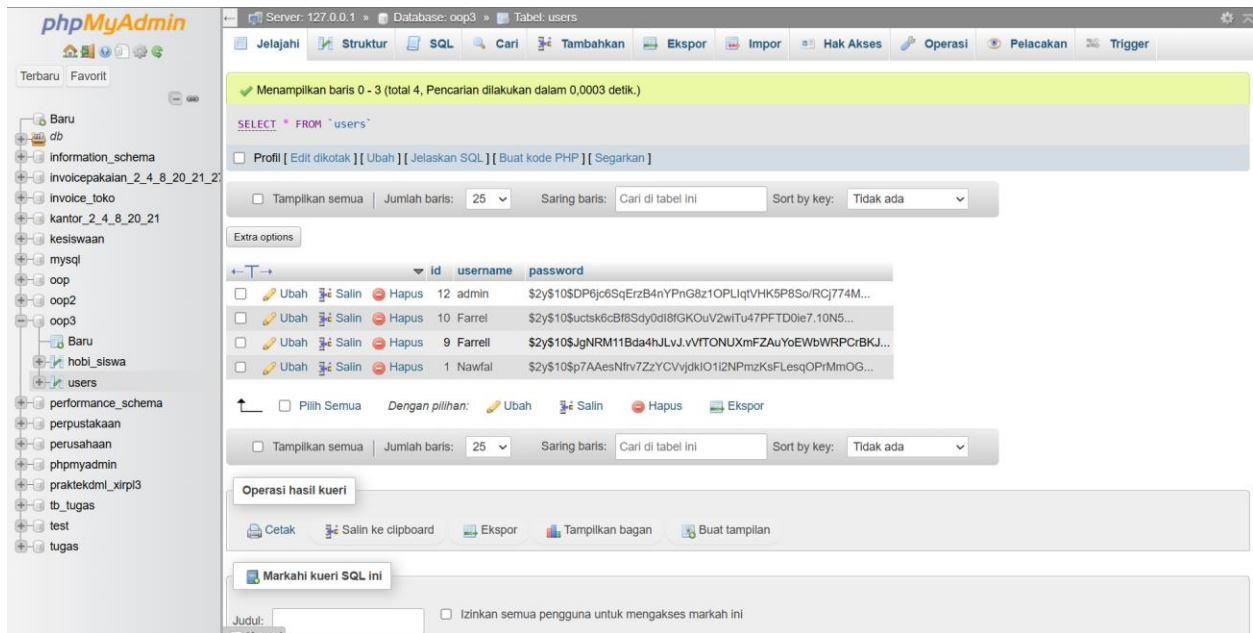 phpMyAdmin
Terbaru Favorit
Baru
db
information_schema
invoicepakaian_2_4_8_20_21_2
invoice_toko
kantor_2_4_8_20_21
kesiswaan
mysql
oop
oop2
oop3
Baru
hobi_siswa
users
performance_schema
perpustakaan
perusahaan
phpmyadmin
praktekdml_xirpl3
tb_tugas
test
tugas
Server: 127.0.0.1 » Database: oop3 » Tabel: users
Jelajahi Struktur SQL Cari Tambahkan Ekspor Impor Hak Akses Operasi Pelacakan Trigger
Menampilkan baris 0 - 3 (total 4, Pencarian dilakukan dalam 0,0003 detik.)
SELECT * FROM `users`
Profil [ Edit dikotak ] [ Ubah ] [ Jelaskan SQL ] [ Buat kode PHP ] [ Segarkan ]
Tampilkan semua | Jumlah baris: 25 Saring baris: Cari di tabel ini Sort by key: Tidak ada
Extra options
←T→ id username password
Ubah Salin Hapus 12 admin $2y$10$DP6jc6SqErzB4nYPnG8z1OPLIqtVHK5P8So/RCj774M...
Ubah Salin Hapus 10 Farrel $2y$10$uctsk6cBf8Sdy0dI8fGKOuV2wiTu47PFTD0ie7.10N5...
Ubah Salin Hapus 9 Farrell $2y$10$JgNRM11Bda4hJLvJ.vVfTONUXmFZAuYoEWbWRPCrBKJ...
Ubah Salin Hapus 1 Nawfal $2y$10$p7AAesNfrv7ZzYCVvjdkIO1i2NPmzKsFLesqOPrMmOG...
Pilih Semua Dengan pilihan: Ubah Salin Hapus Ekspor
Tampilkan semua | Jumlah baris: 25 Saring baris: Cari di tabel ini Sort by key: Tidak ada
Operasi hasil kueri
Cetak Salin ke clipboard Ekspor Tampilkan bagan Buat tampilan
Markahi kueri SQL ini
Judul: Izinkan semua pengguna untuk mengakses markah ini